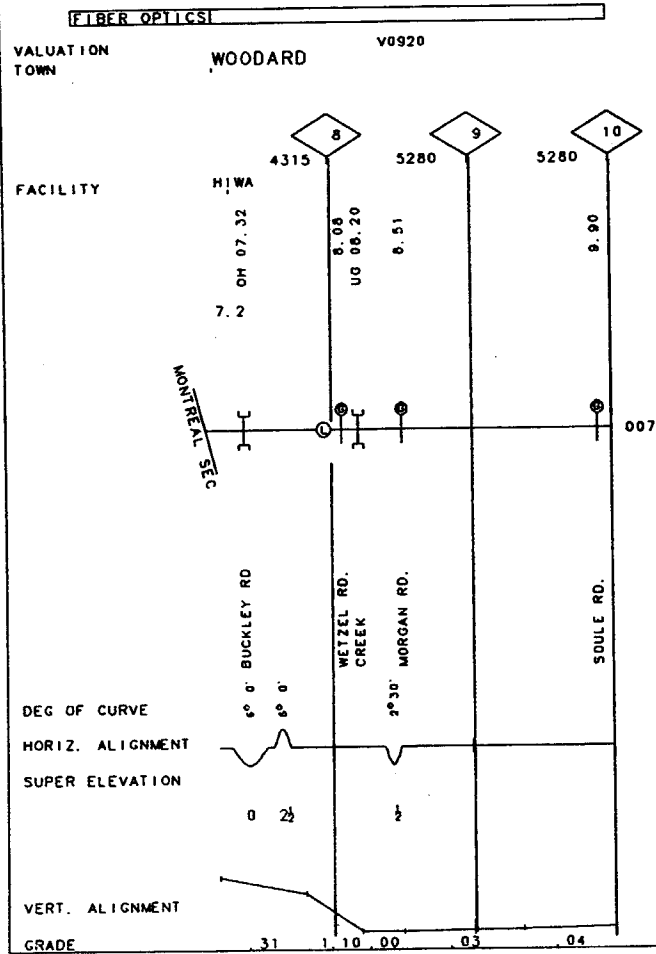 FIBER OPTICS
VALUATION V0920
TOWN WOODARD
8 9 10
4315 5280 5280
FACILITY HIWA
OH 07.32
8.08
UG 08.20
8.51
9.90
7.2
MONTREAL SEC
L G G G 007
BUCKLEY RD
WETZEL RD.
CREEK
MORGAN RD.
SOULE RD.
DEG OF CURVE 6° 0' 6° 0' 2° 30'
HORIZ. ALIGNMENT
SUPER ELEVATION
0 2½ ½
VERT. ALIGNMENT
GRADE .31 1.10 .00 .03 .04